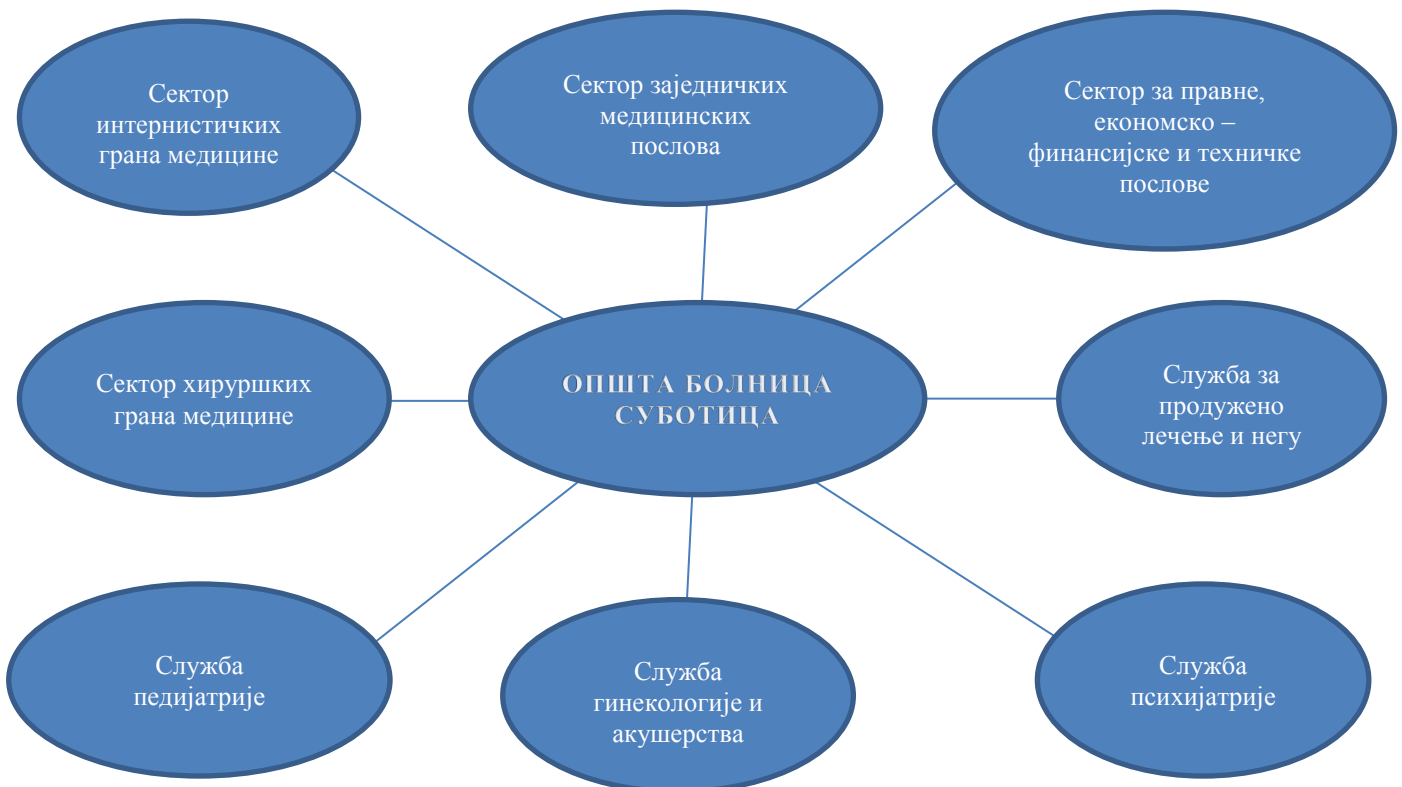 Сектор
интернистичких
грана медицине
Сектор заједничких
медицинских
послова
Сектор за правне,
економско –
финансијске и техничке
послове
Сектор хируршких
грана медицине
ОПШТА БОЛНИЦА
СУБОТИЦА
Служба за
продужено
лечење и негу
Служба
педијатрије
Служба
гинекологије и
акушерства
Служба
психијатрије